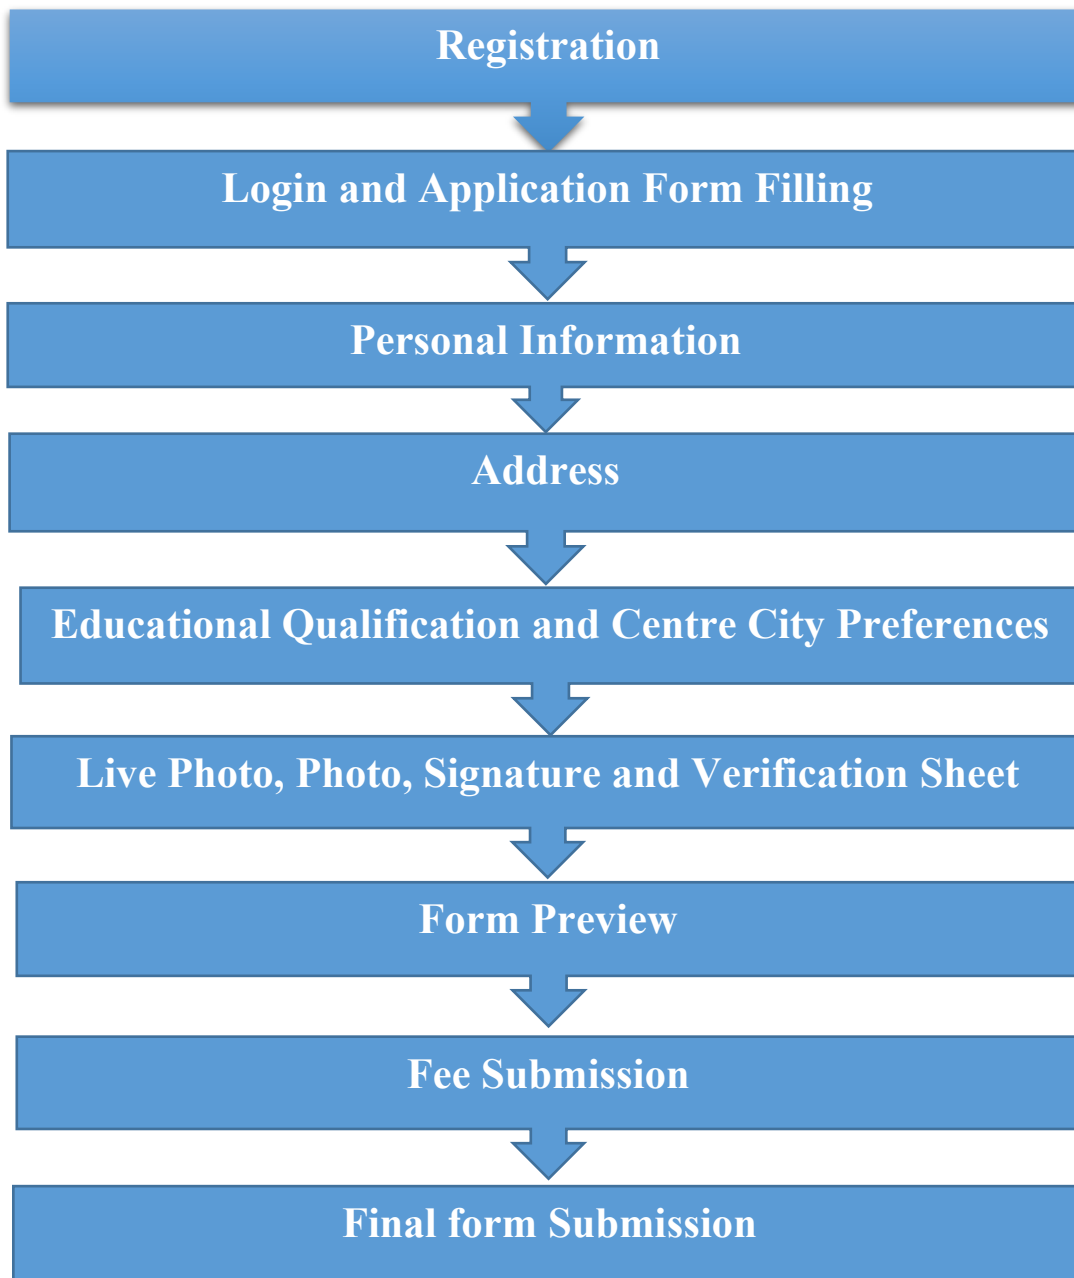 Registration
Login and Application Form Filling
Personal Information
Address
Educational Qualification and Centre City Preferences
Live Photo, Photo, Signature and Verification Sheet
Form Preview
Fee Submission
Final form Submission